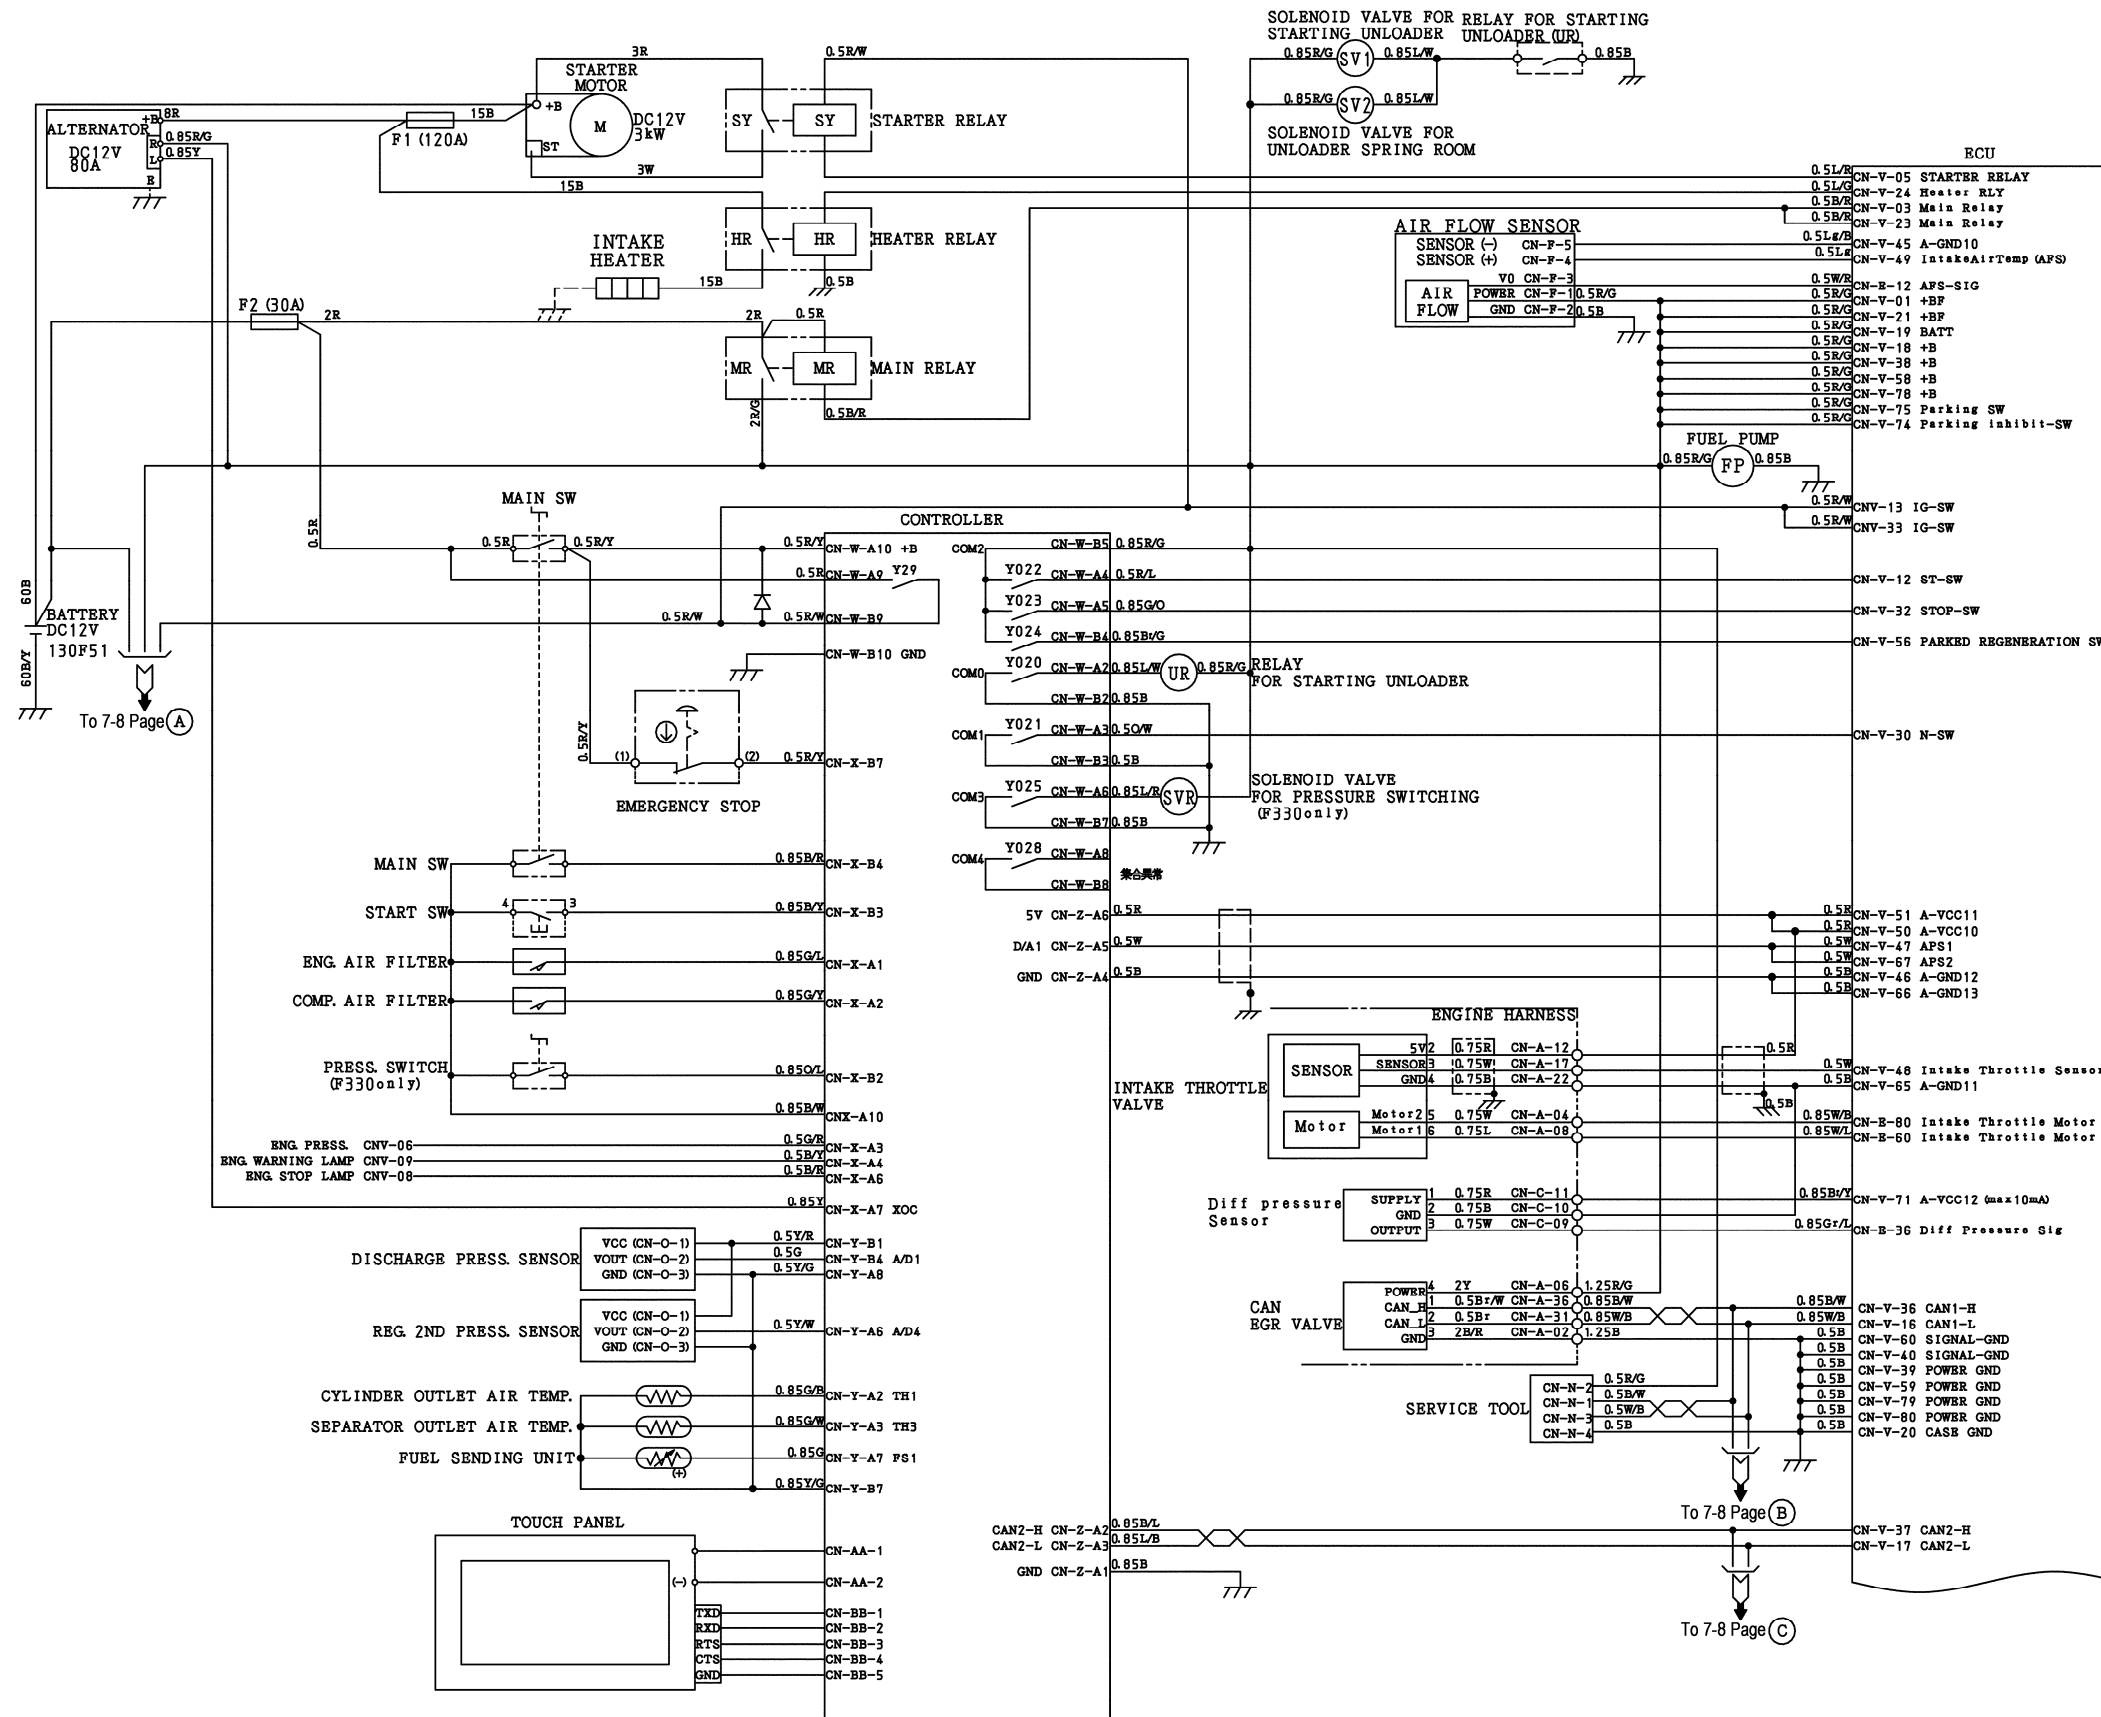 SOLENOID VALVE FOR
STARTING UNLOADER
RELAY FOR STARTING
UNLOADER (UR)
0.85R/G
SV1
0.85L/W
0.85B
0.85R/G
SV2
0.85L/W
SOLENOID VALVE FOR
UNLOADER SPRING ROOM
3R
0.5R/W
STARTER
MOTOR
+B
M
DC12V
3kW
ST
3W
SY
SY
STARTER RELAY
ALTERNATOR
DC12V
80A
+B
R
L
E
8R
0.85R/G
0.85Y
F1 (120A)
15B
15B
HR
HR
HEATER RELAY
INTAKE
HEATER
15B
0.5B
F2 (30A)
2R
2R
0.5R
MR
MR
MAIN RELAY
2R/G
0.5B/R
ECU
0.5L/R
CN-V-05 STARTER RELAY
0.5L/G
CN-V-24 Heater RLY
0.5B/R
CN-V-03 Main Relay
0.5B/R
CN-V-23 Main Relay
0.5Lg/B
CN-V-45 A-GND10
0.5Lg
CN-V-49 IntakeAirTemp (AFS)
0.5W/R
CN-E-12 AFS-SIG
0.5R/G
CN-V-01 +BF
0.5R/G
CN-V-21 +BF
0.5R/G
CN-V-19 BATT
0.5R/G
CN-V-18 +B
0.5R/G
CN-V-38 +B
0.5R/G
CN-V-58 +B
0.5R/G
CN-V-78 +B
0.5R/G
CN-V-75 Parking SW
0.5R/G
CN-V-74 Parking inhibit-SW
AIR FLOW SENSOR
SENSOR (-) CN-F-5
SENSOR (+) CN-F-4
AIR
FLOW
V0 CN-F-3
POWER CN-F-1
0.5R/G
GND CN-F-2
0.5B
FUEL PUMP
0.85R/G
FP
0.85B
0.5R/W
CNV-13 IG-SW
0.5R/W
CNV-33 IG-SW
CN-V-12 ST-SW
CN-V-32 STOP-SW
CN-V-56 PARKED REGENERATION SW
CN-V-30 N-SW
0.5R
MAIN SW
0.5R
0.5R/Y
CONTROLLER
0.5R/Y
CN-W-A10 +B
0.5R
CN-W-A9
Y29
0.5R/W
0.5R/W
CN-W-B9
CN-W-B10 GND
60B
BATTERY
DC12V
130F51
60B/Y
To 7-8 Page A
0.5R/Y
(1)
(2)
0.5R/Y
CN-X-B7
EMERGENCY STOP
COM2
CN-W-B5
0.85R/G
Y022
CN-W-A4
0.5R/L
Y023
CN-W-A5
0.85G/O
Y024
CN-W-B4
0.85Br/G
COM0
Y020
CN-W-A2
0.85L/W
UR
0.85R/G
RELAY
FOR STARTING UNLOADER
CN-W-B2
0.85B
COM1
Y021
CN-W-A3
0.5O/W
CN-W-B3
0.5B
COM3
Y025
CN-W-A6
0.85L/R
SVR
SOLENOID VALVE
FOR PRESSURE SWITCHING
(F330only)
CN-W-B7
0.85B
COM4
Y028
CN-W-A8
CN-W-B8
集合異常
MAIN SW
0.85B/R
CN-X-B4
START SW
4
3
0.85B/Y
CN-X-B3
ENG. AIR FILTER
0.85G/L
CN-X-A1
COMP. AIR FILTER
0.85G/Y
CN-X-A2
PRESS. SWITCH
(F330only)
0.85O/L
CN-X-B2
0.85B/W
CNX-A10
ENG. PRESS. CNV-06
0.5G/R
CN-X-A3
ENG. WARNING LAMP CNV-09
0.5B/Y
CN-X-A4
ENG. STOP LAMP CNV-08
0.5B/R
CN-X-A6
0.85Y
CN-X-A7 XOC
5V CN-Z-A6
0.5R
D/A1 CN-Z-A5
0.5W
GND CN-Z-A4
0.5B
0.5R
CN-V-51 A-VCC11
0.5R
CN-V-50 A-VCC10
0.5W
CN-V-47 APS1
0.5W
CN-V-67 APS2
0.5B
CN-V-46 A-GND12
0.5B
CN-V-66 A-GND13
ENGINE HARNESS
INTAKE THROTTLE
VALVE
SENSOR
5V 2 0.75R CN-A-12
SENSOR 3 0.75W CN-A-17
GND 4 0.75B CN-A-22
Motor
Motor2 5 0.75W CN-A-04
Motor1 6 0.75L CN-A-08
0.5R
0.5B
0.5W
CN-V-48 Intake Throttle Sensor
0.5B
CN-V-65 A-GND11
0.85W/B
CN-E-80 Intake Throttle Motor
0.85W/L
CN-E-60 Intake Throttle Motor
Diff pressure
Sensor
SUPPLY 1 0.75R CN-C-11
GND 2 0.75B CN-C-10
OUTPUT 3 0.75W CN-C-09
0.85Br/Y
CN-V-71 A-VCC12 (max10mA)
0.85Gr/L
CN-E-36 Diff Pressure Sig
CAN
EGR VALVE
POWER 4 2Y CN-A-06 1.25R/G
CAN_H 1 0.5Br/W CN-A-36 0.85B/W
CAN_L 2 0.5Br CN-A-31 0.85W/B
GND 3 2B/R CN-A-02 1.25B
0.85B/W
CN-V-36 CAN1-H
0.85W/B
CN-V-16 CAN1-L
0.5B
CN-V-60 SIGNAL-GND
0.5B
CN-V-40 SIGNAL-GND
0.5B
CN-V-39 POWER GND
0.5B
CN-V-59 POWER GND
0.5B
CN-V-79 POWER GND
0.5B
CN-V-80 POWER GND
0.5B
CN-V-20 CASE GND
SERVICE TOOL
CN-N-2 0.5R/G
CN-N-1 0.5B/W
CN-N-3 0.5W/B
CN-N-4 0.5B
To 7-8 Page B
DISCHARGE PRESS. SENSOR
VCC (CN-O-1)
VOUT (CN-O-2)
GND (CN-O-3)
0.5Y/R
CN-Y-B1
0.5G
CN-Y-B4 A/D1
0.5Y/G
CN-Y-A8
REG. 2ND PRESS. SENSOR
VCC (CN-O-1)
VOUT (CN-O-2)
GND (CN-O-3)
0.5Y/W
CN-Y-A6 A/D4
CYLINDER OUTLET AIR TEMP.
0.85G/B
CN-Y-A2 TH1
SEPARATOR OUTLET AIR TEMP.
0.85G/W
CN-Y-A3 TH3
FUEL SENDING UNIT
(+)
0.85G
CN-Y-A7 FS1
0.85Y/G
CN-Y-B7
TOUCH PANEL
(-)
CN-AA-1
CN-AA-2
TXD
CN-BB-1
RXD
CN-BB-2
RTS
CN-BB-3
CTS
CN-BB-4
GND
CN-BB-5
CAN2-H CN-Z-A2
0.85B/L
CAN2-L CN-Z-A3
0.85L/B
GND CN-Z-A1
0.85B
CN-V-37 CAN2-H
CN-V-17 CAN2-L
To 7-8 Page C